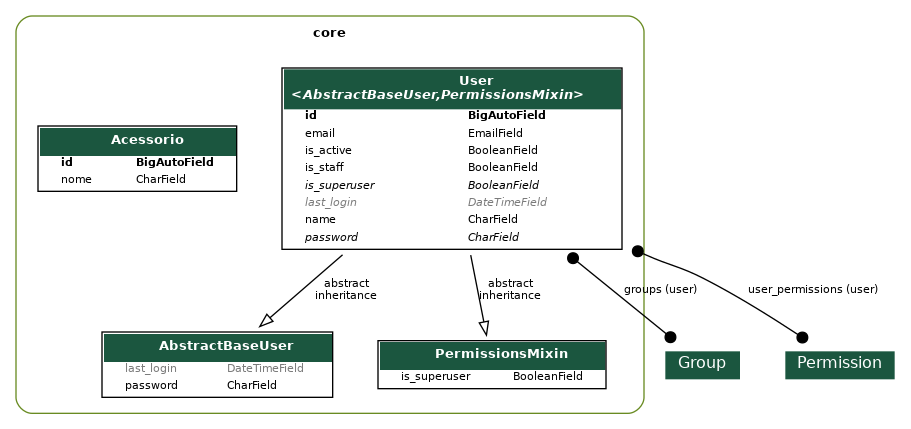 core
User
<AbstractBaseUser,PermissionsMixin>
id BigAutoField
email EmailField
is_active BooleanField
is_staff BooleanField
is_superuser BooleanField
last_login DateTimeField
name CharField
password CharField
Acessorio
id BigAutoField
nome CharField
abstract
inheritance
abstract
inheritance
groups (user)
user_permissions (user)
AbstractBaseUser
last_login DateTimeField
password CharField
PermissionsMixin
is_superuser BooleanField
Group
Permission